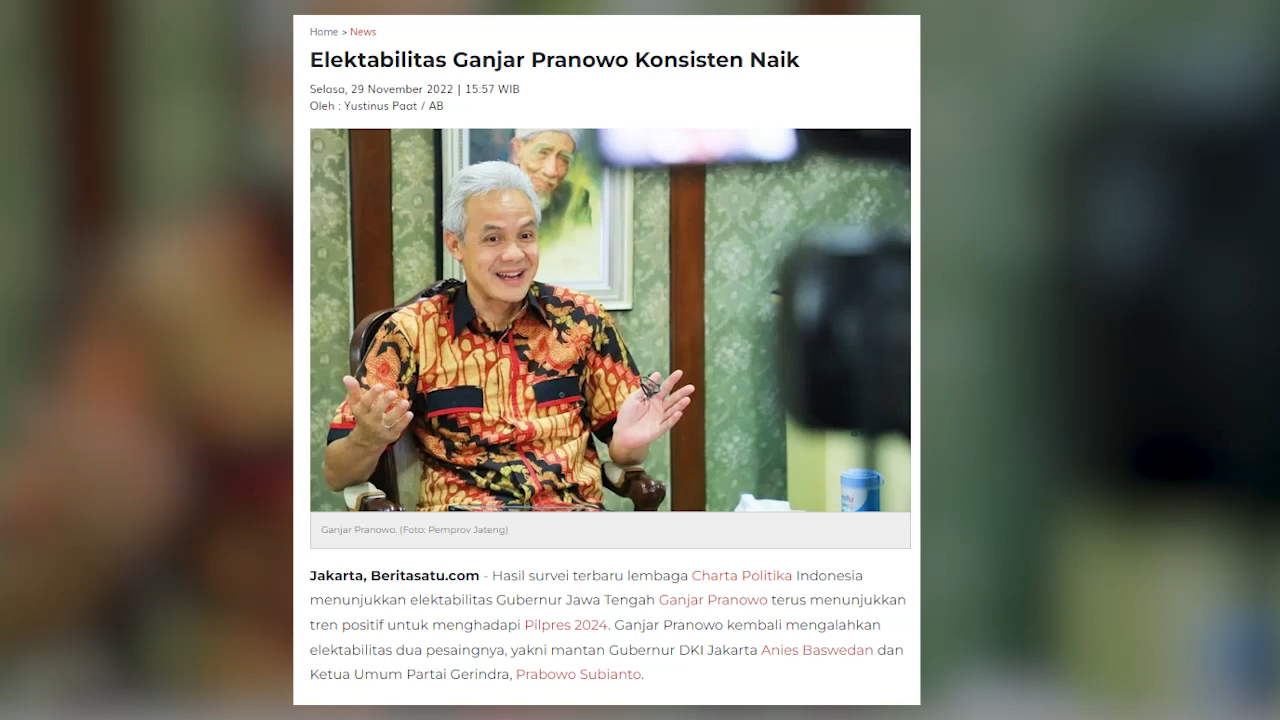 Home > News
Elektabilitas Ganjar Pranowo Konsisten Naik
Selasa, 29 November 2022 | 15:57 WIB
Oleh : Yustinus Paat / AB
Ganjar Pranowo. (Foto: Pemprov Jateng)
Jakarta, Beritasatu.com - Hasil survei terbaru lembaga Charta Politika Indonesia
menunjukkan elektabilitas Gubernur Jawa Tengah Ganjar Pranowo terus menunjukkan
tren positif untuk menghadapi Pilpres 2024. Ganjar Pranowo kembali mengalahkan
elektabilitas dua pesaingnya, yakni mantan Gubernur DKI Jakarta Anies Baswedan dan
Ketua Umum Partai Gerindra, Prabowo Subianto.